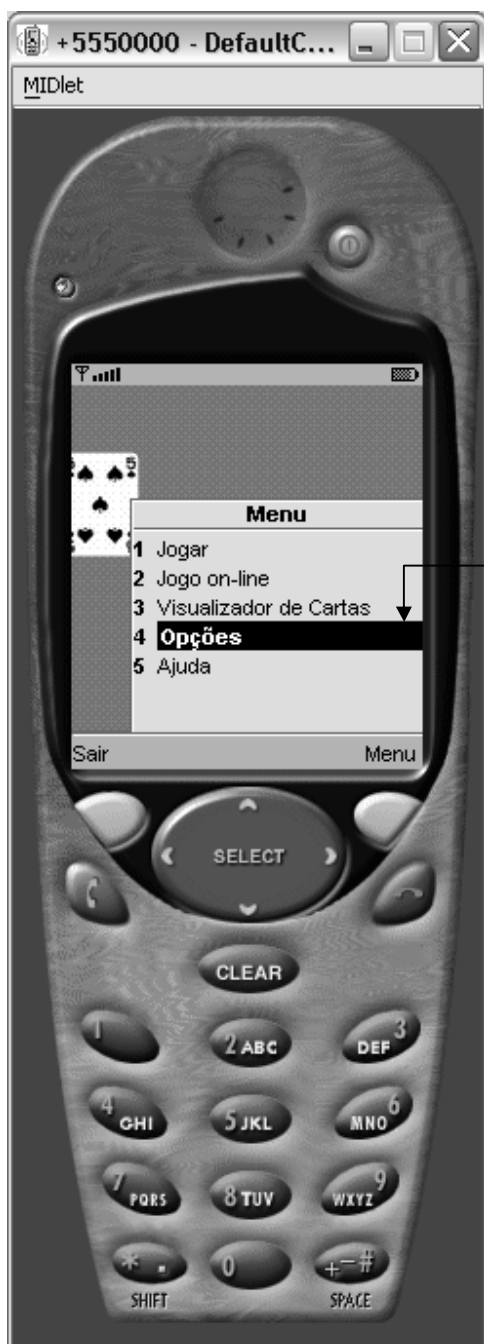 +5550000 - DefaultC...
MIDlet
5
Menu
1 Jogar
2 Jogo on-line
3 Visualizador de Cartas
4 Opções
5 Ajuda
Sair Menu
SELECT
CLEAR
1 2 ABC DEF 3
4 GHI 5 JKL MNO 6
7 PQRS 8 TUV WXYZ 9
* . 0 +-#
SHIFT SPACE